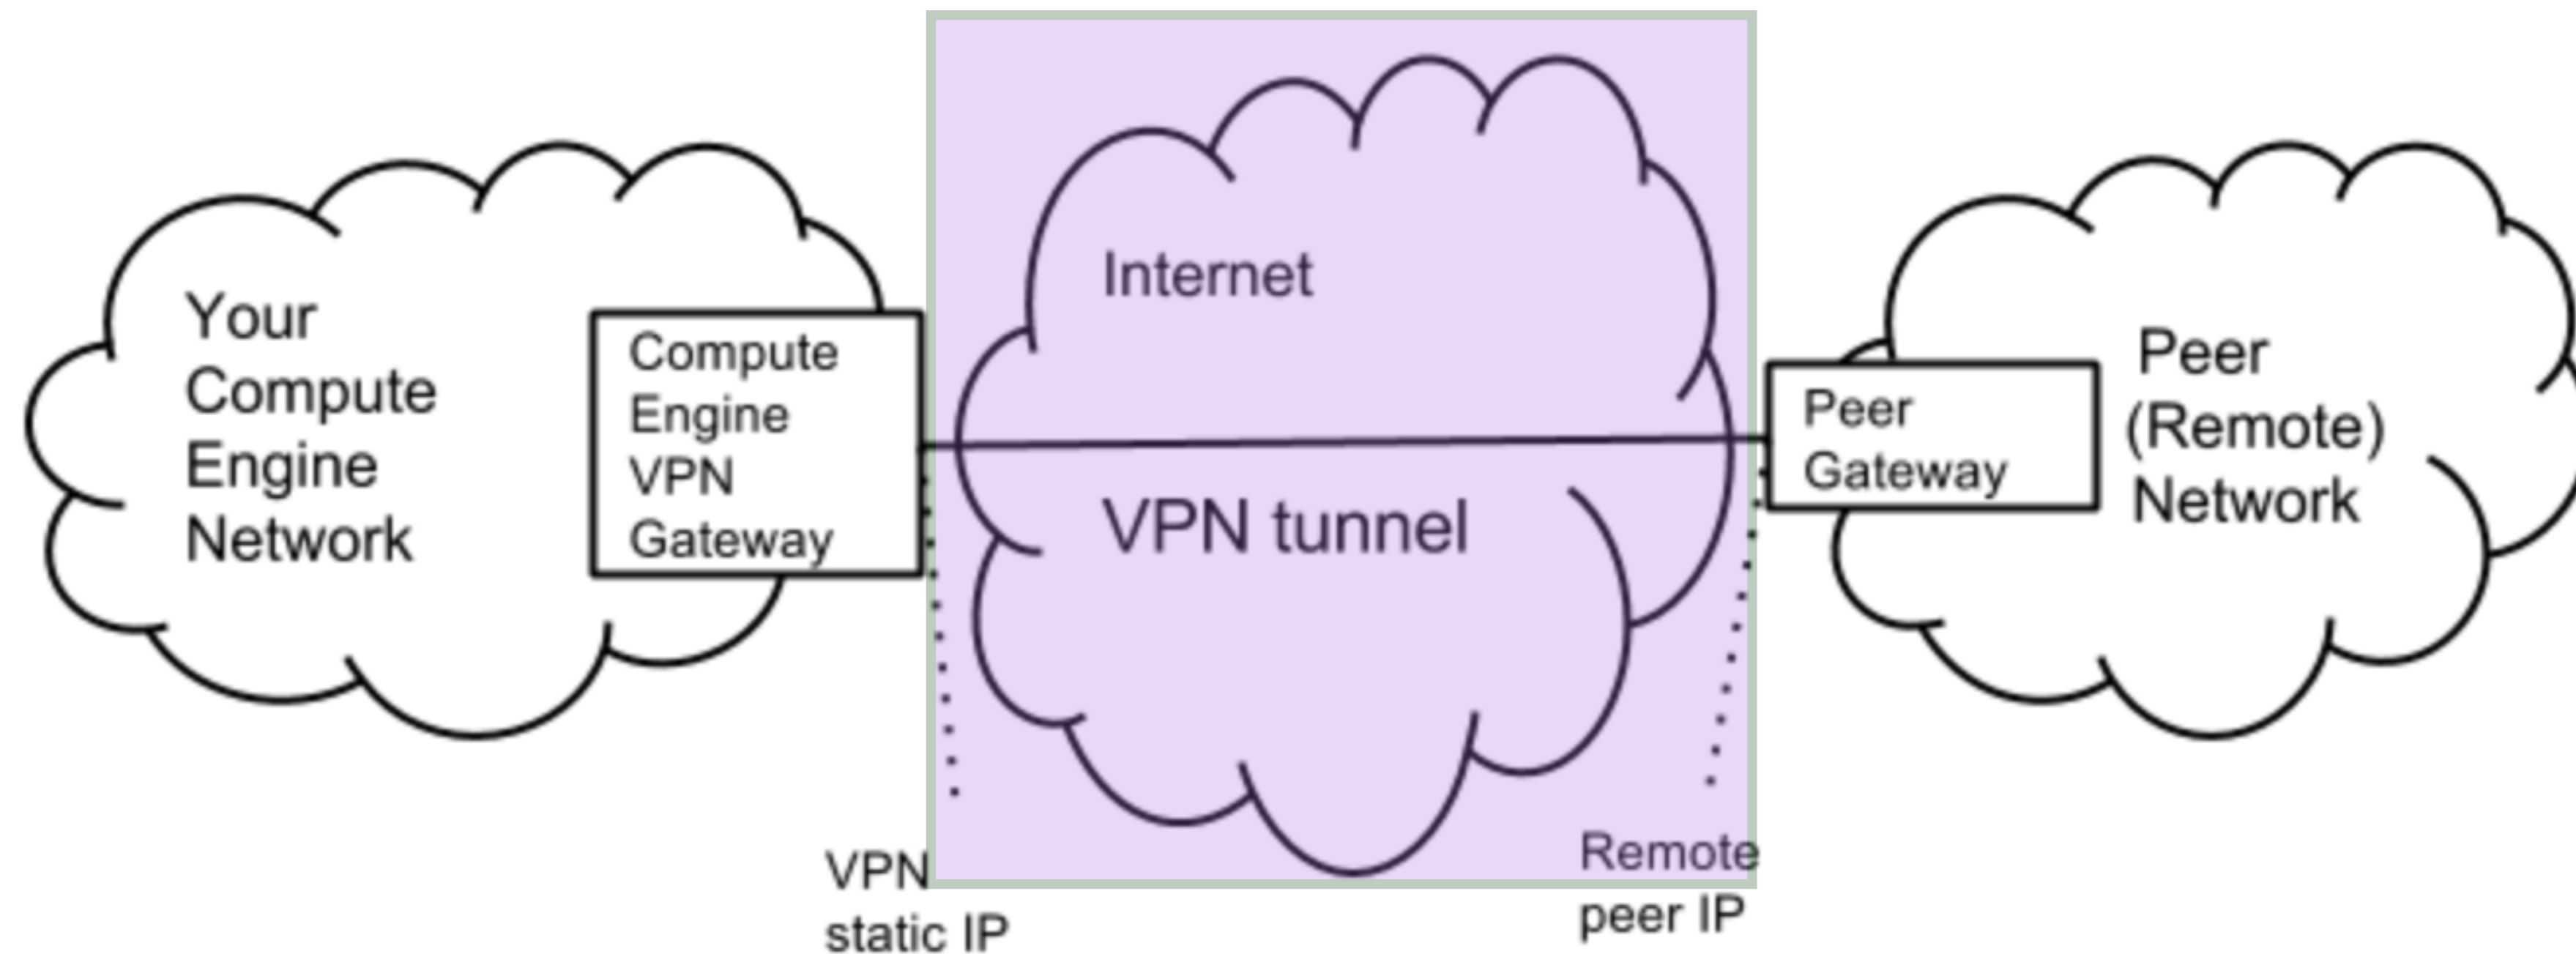 Your
Compute
Engine
Network
Compute
Engine
VPN
Gateway
Internet
VPN tunnel
Peer
Gateway
Peer
(Remote)
Network
VPN
static IP
Remote
peer IP